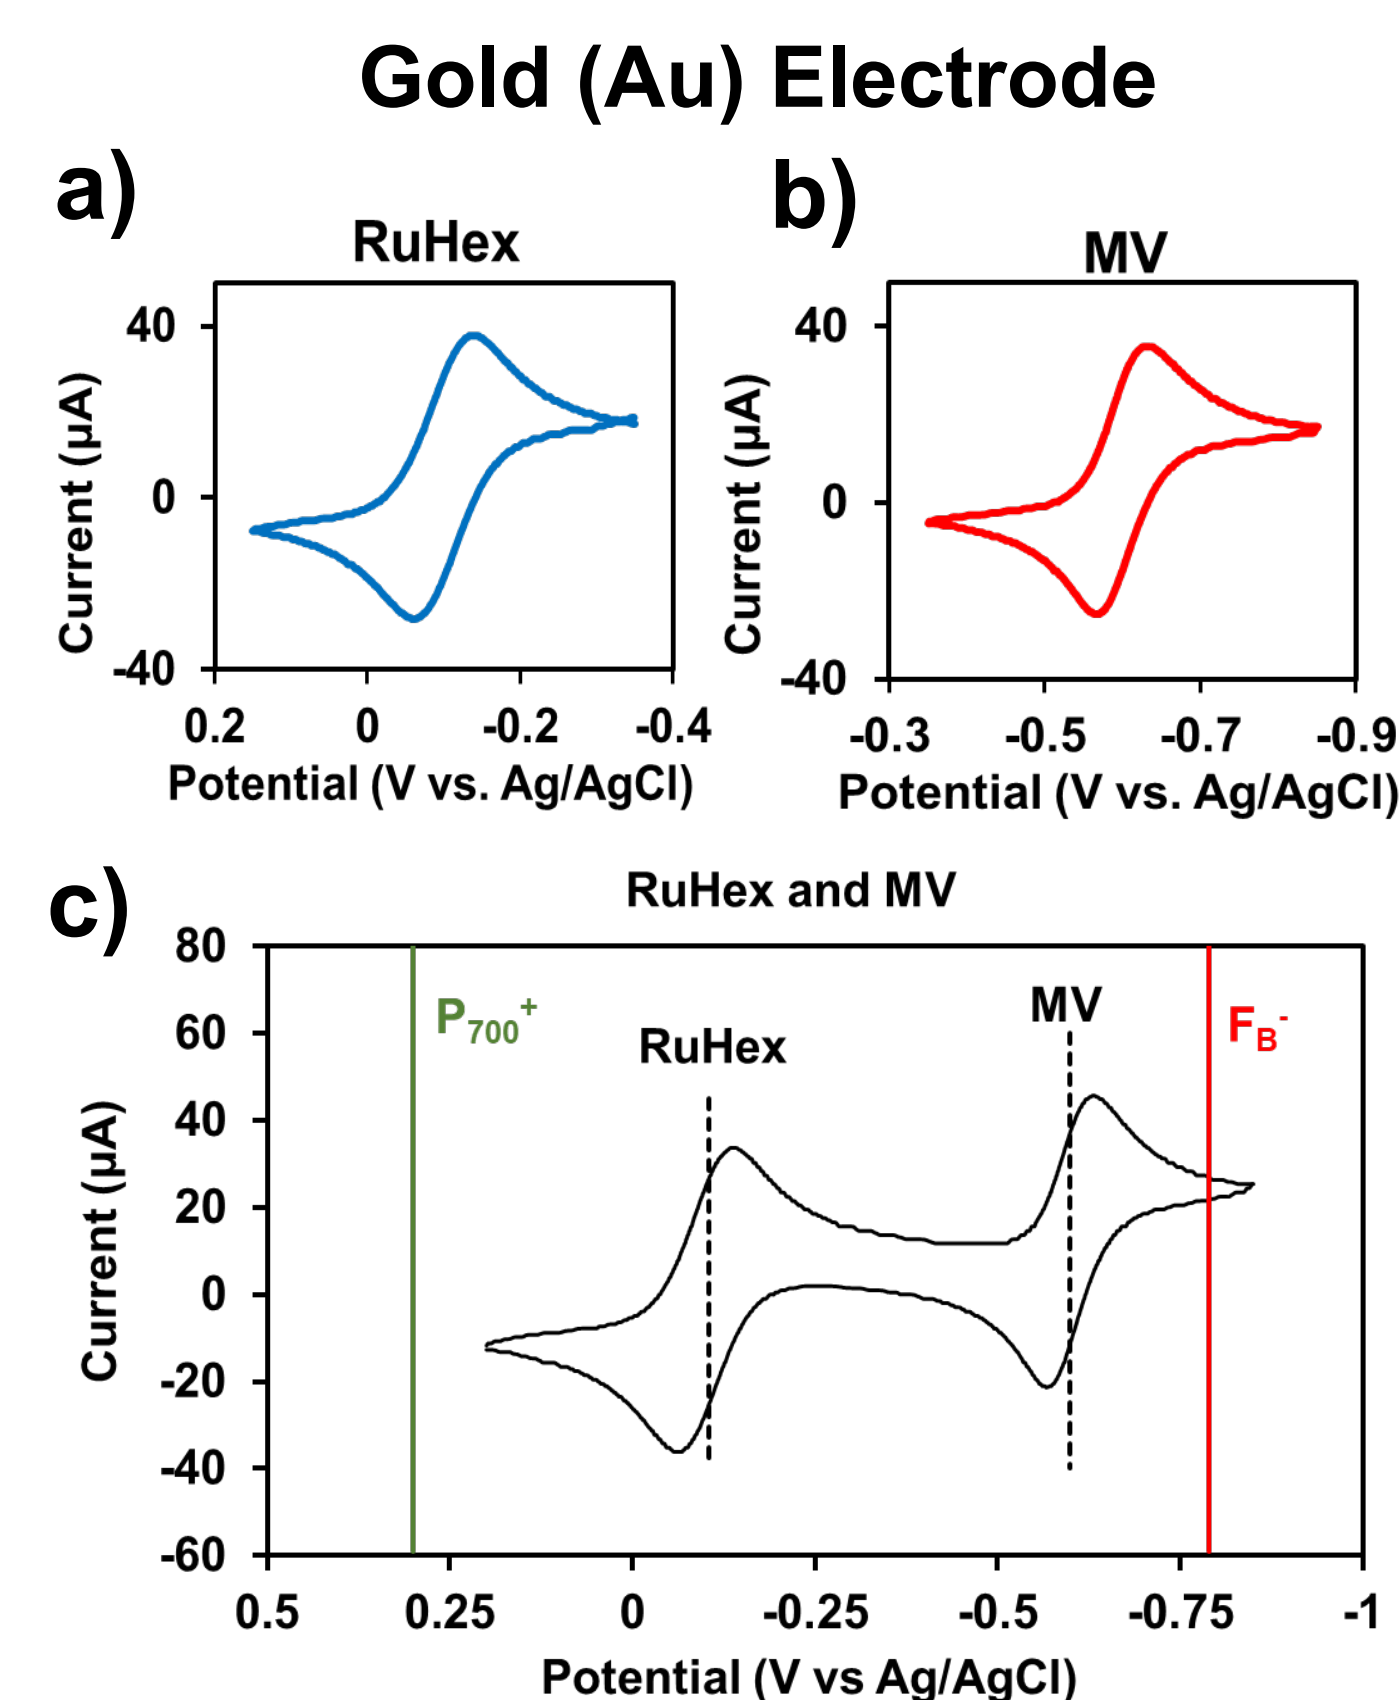 Gold (Au) Electrode
a)
RuHex
40
0
-40
Current (µA)
0.2 0 -0.2 -0.4
Potential (V vs. Ag/AgCl)
b)
MV
40
0
-40
Current (µA)
-0.3 -0.5 -0.7 -0.9
Potential (V vs. Ag/AgCl)
c)
RuHex and MV
80
60
40
20
0
-20
-40
-60
Current (µA)
P700+
RuHex
MV
FB-
0.5 0.25 0 -0.25 -0.5 -0.75 -1
Potential (V vs Ag/AgCl)